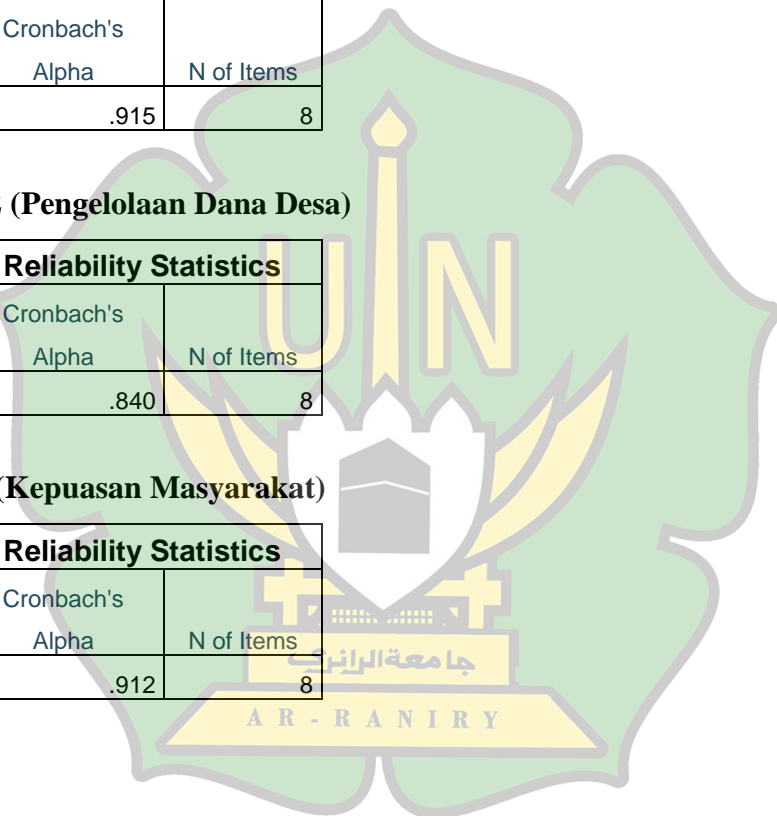 Cronbach's
Alpha N of Items
.915 8
(Pengelolaan Dana Desa)
Reliability Statistics
Cronbach's
Alpha N of Items
.840 8
(Kepuasan Masyarakat)
Reliability Statistics
Cronbach's
Alpha N of Items
.912 8
UIN
جامعة الرانري
AR-RANIRY